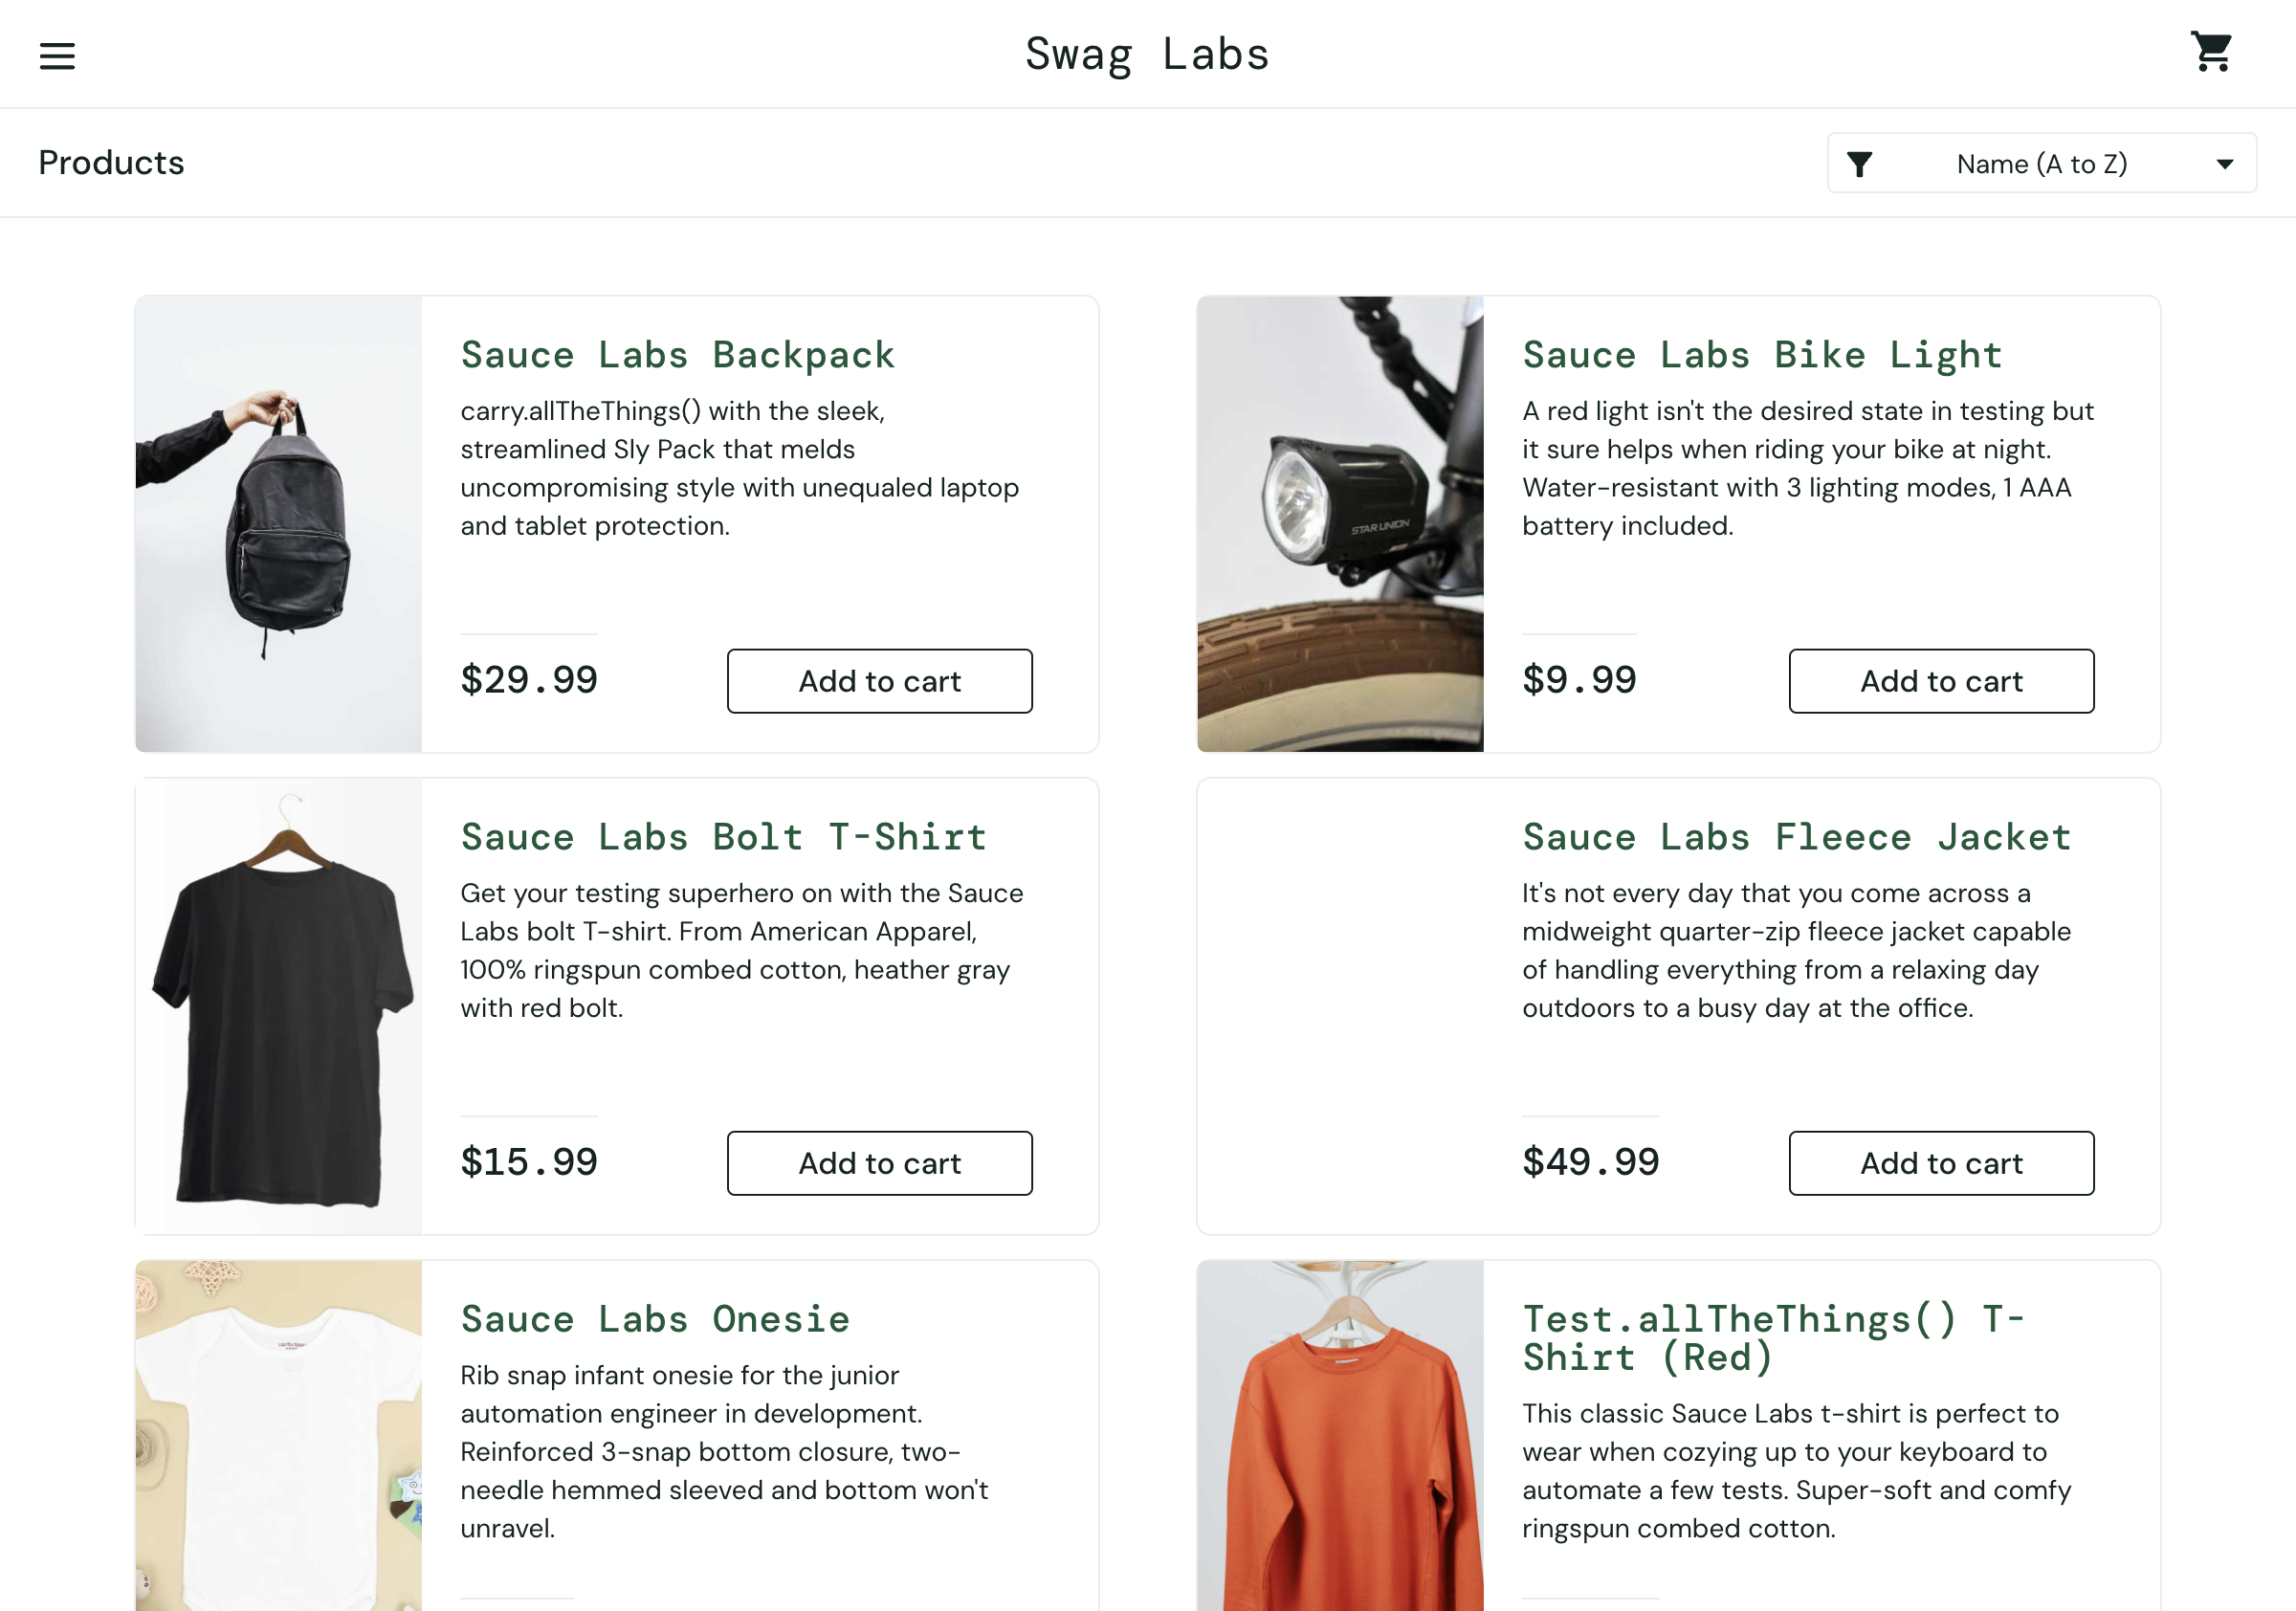 Swag Labs
Products
Name (A to Z)
Sauce Labs Backpack
carry.allTheThings() with the sleek,
streamlined Sly Pack that melds
uncompromising style with unequaled laptop
and tablet protection.
$29.99
Add to cart
Sauce Labs Bike Light
A red light isn't the desired state in testing but
it sure helps when riding your bike at night.
Water-resistant with 3 lighting modes, 1 AAA
battery included.
STAR UNION
$9.99
Add to cart
Sauce Labs Bolt T-Shirt
Get your testing superhero on with the Sauce
Labs bolt T-shirt. From American Apparel,
100% ringspun combed cotton, heather gray
with red bolt.
$15.99
Add to cart
Sauce Labs Fleece Jacket
It's not every day that you come across a
midweight quarter-zip fleece jacket capable
of handling everything from a relaxing day
outdoors to a busy day at the office.
$49.99
Add to cart
Sauce Labs Onesie
Rib snap infant onesie for the junior
automation engineer in development.
Reinforced 3-snap bottom closure, two-
needle hemmed sleeved and bottom won't
unravel.
Test.allTheThings() T-
Shirt (Red)
This classic Sauce Labs t-shirt is perfect to
wear when cozying up to your keyboard to
automate a few tests. Super-soft and comfy
ringspun combed cotton.